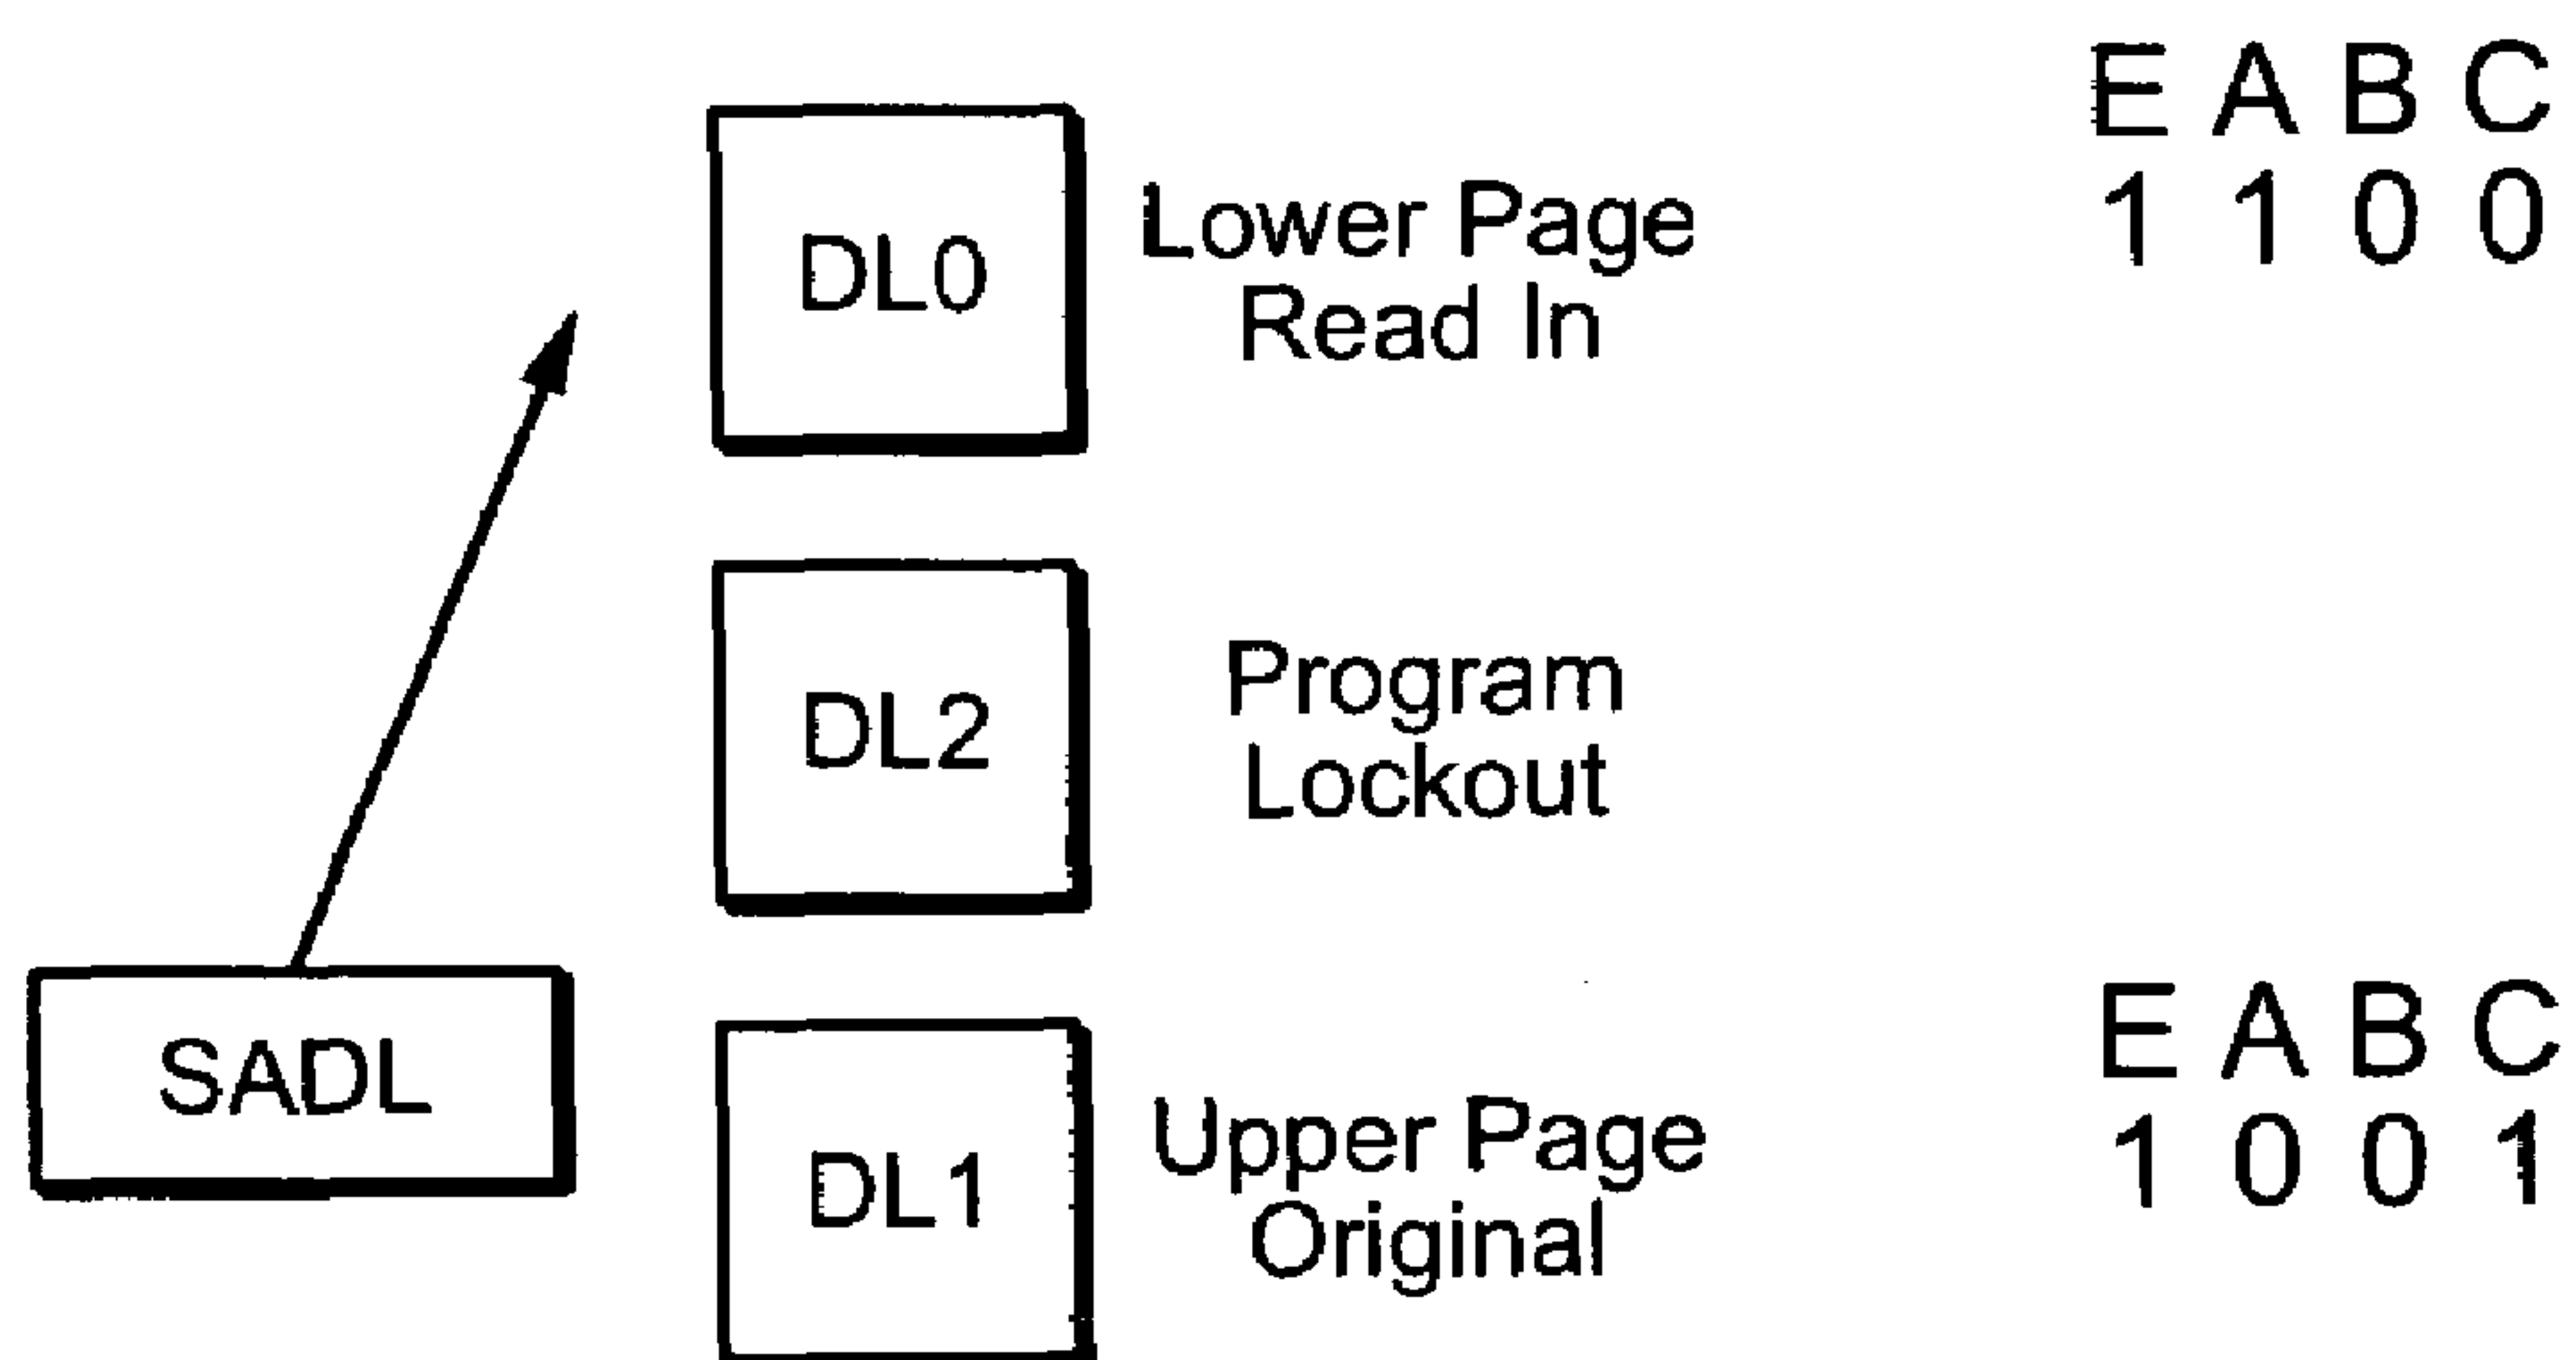 E A B C
1 1 0 0
DL0
Lower Page
Read In
DL2
Program
Lockout
SADL
E A B C
1 0 0 1
DL1
Upper Page
Original